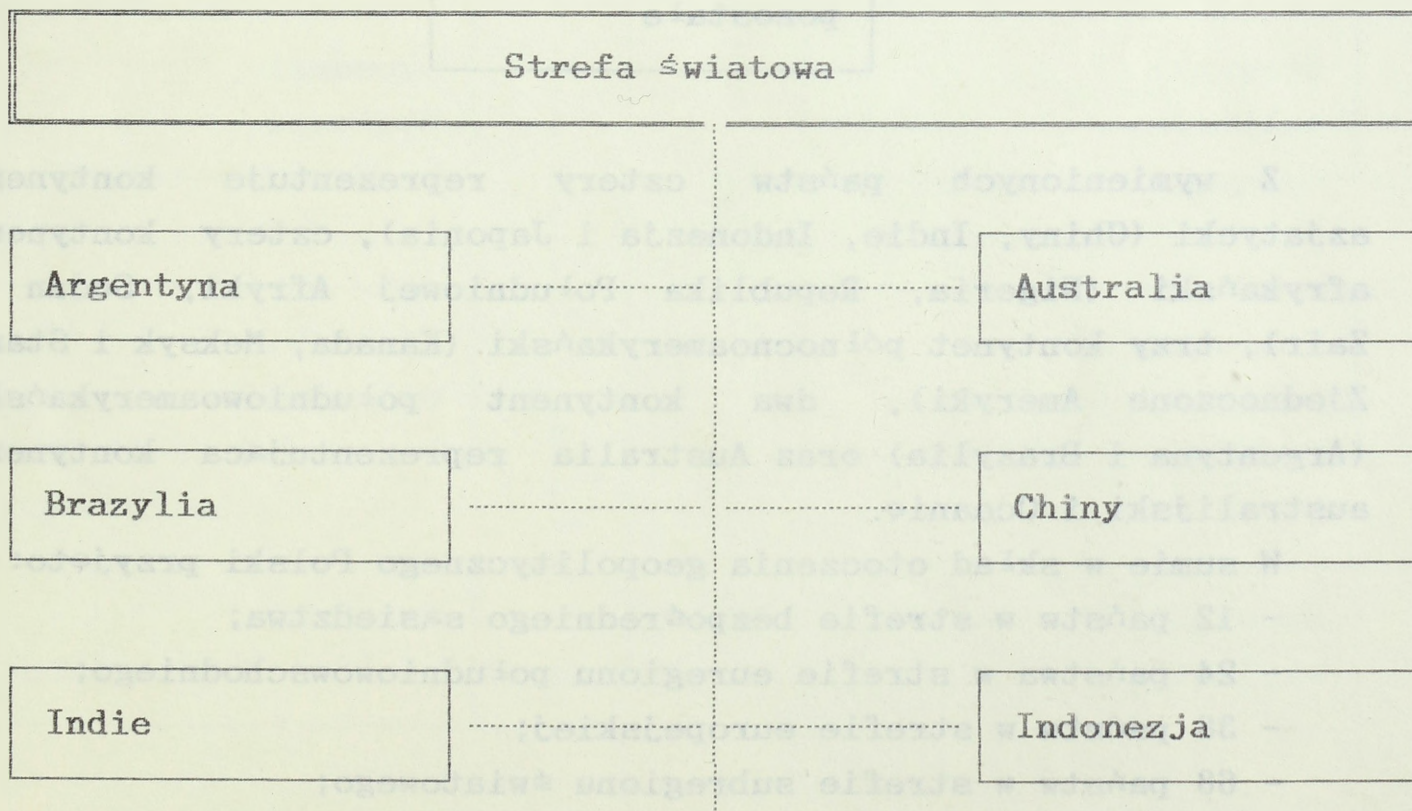 Strefa światowa
Argentyna Australia
Brazylia Chiny
Indie Indonezja